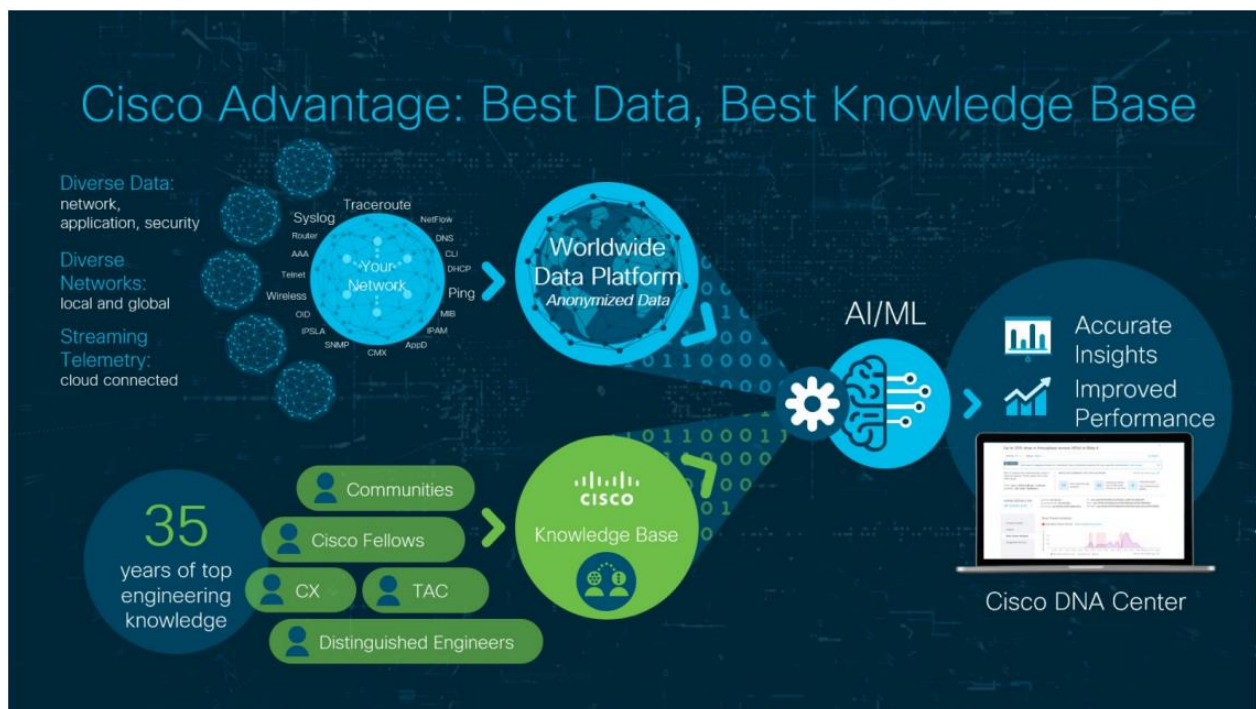 Cisco Advantage: Best Data, Best Knowledge Base
Diverse Data:
network,
application, security
Diverse
Networks:
local and global
Streaming
Telemetry:
cloud connected
Traceroute
Syslog
NetFlow
Router
DNS
AAA
CLI
Telnet
DHCP
Wireless
Ping
OID
MIB
IPSLA
IPAM
SNMP
AppD
CMX
Your
Network
Worldwide
Data Platform
Anonymized Data
AI/ML
Accurate
Insights
Improved
Performance
Cisco DNA Center
35
years of top
engineering
knowledge
Communities
Cisco Fellows
CX
TAC
Distinguished Engineers
CISCO
Knowledge Base